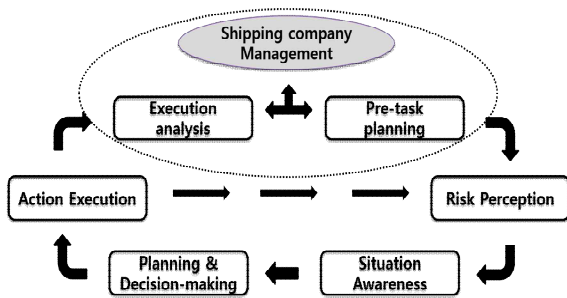 Shipping company
Management
Execution
analysis
Pre-task
planning
Action Execution
Risk Perception
Planning &
Decision-making
Situation
Awareness